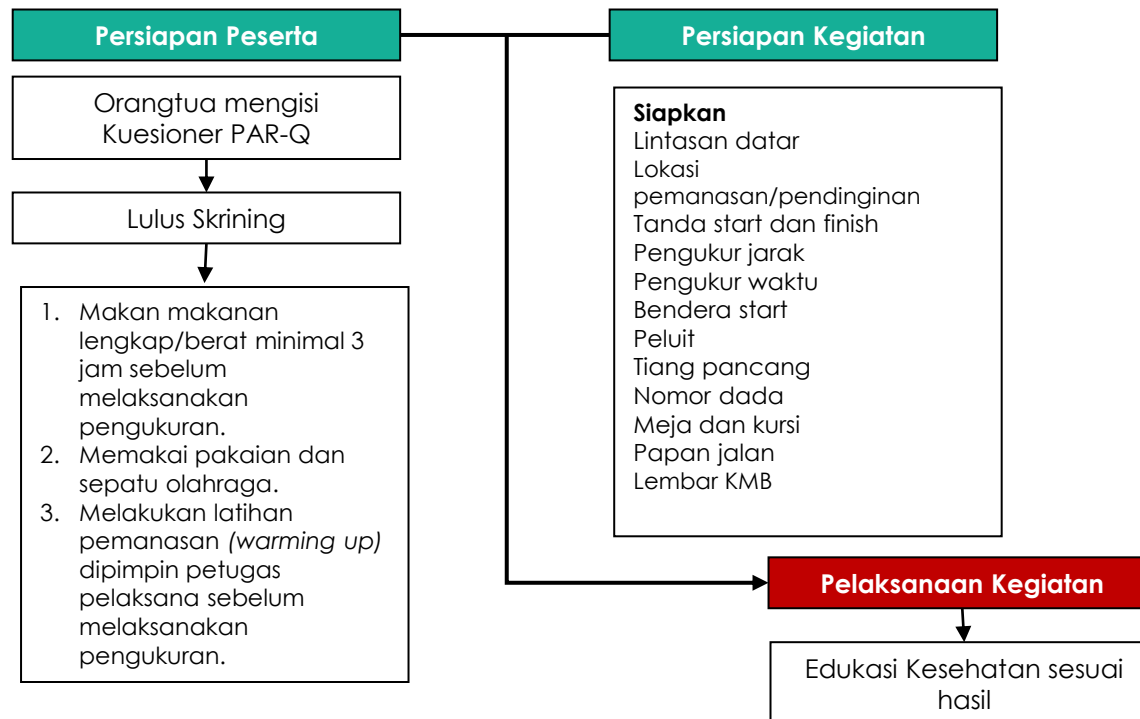 Persiapan Peserta
Orangtua mengisi
Kuesioner PAR-Q
Lulus Skrining
1. Makan makanan
lengkap/berat minimal 3
jam sebelum
melaksanakan
pengukuran.
2. Memakai pakaian dan
sepatu olahraga.
3. Melakukan latihan
pemanasan (warming up)
dipimpin petugas
pelaksana sebelum
melaksanakan
pengukuran.
Persiapan Kegiatan
Siapkan
Lintasan datar
Lokasi
pemanasan/pendinginan
Tanda start dan finish
Pengukur jarak
Pengukur waktu
Bendera start
Peluit
Tiang pancang
Nomor dada
Meja dan kursi
Papan jalan
Lembar KMB
Pelaksanaan Kegiatan
Edukasi Kesehatan sesuai
hasil